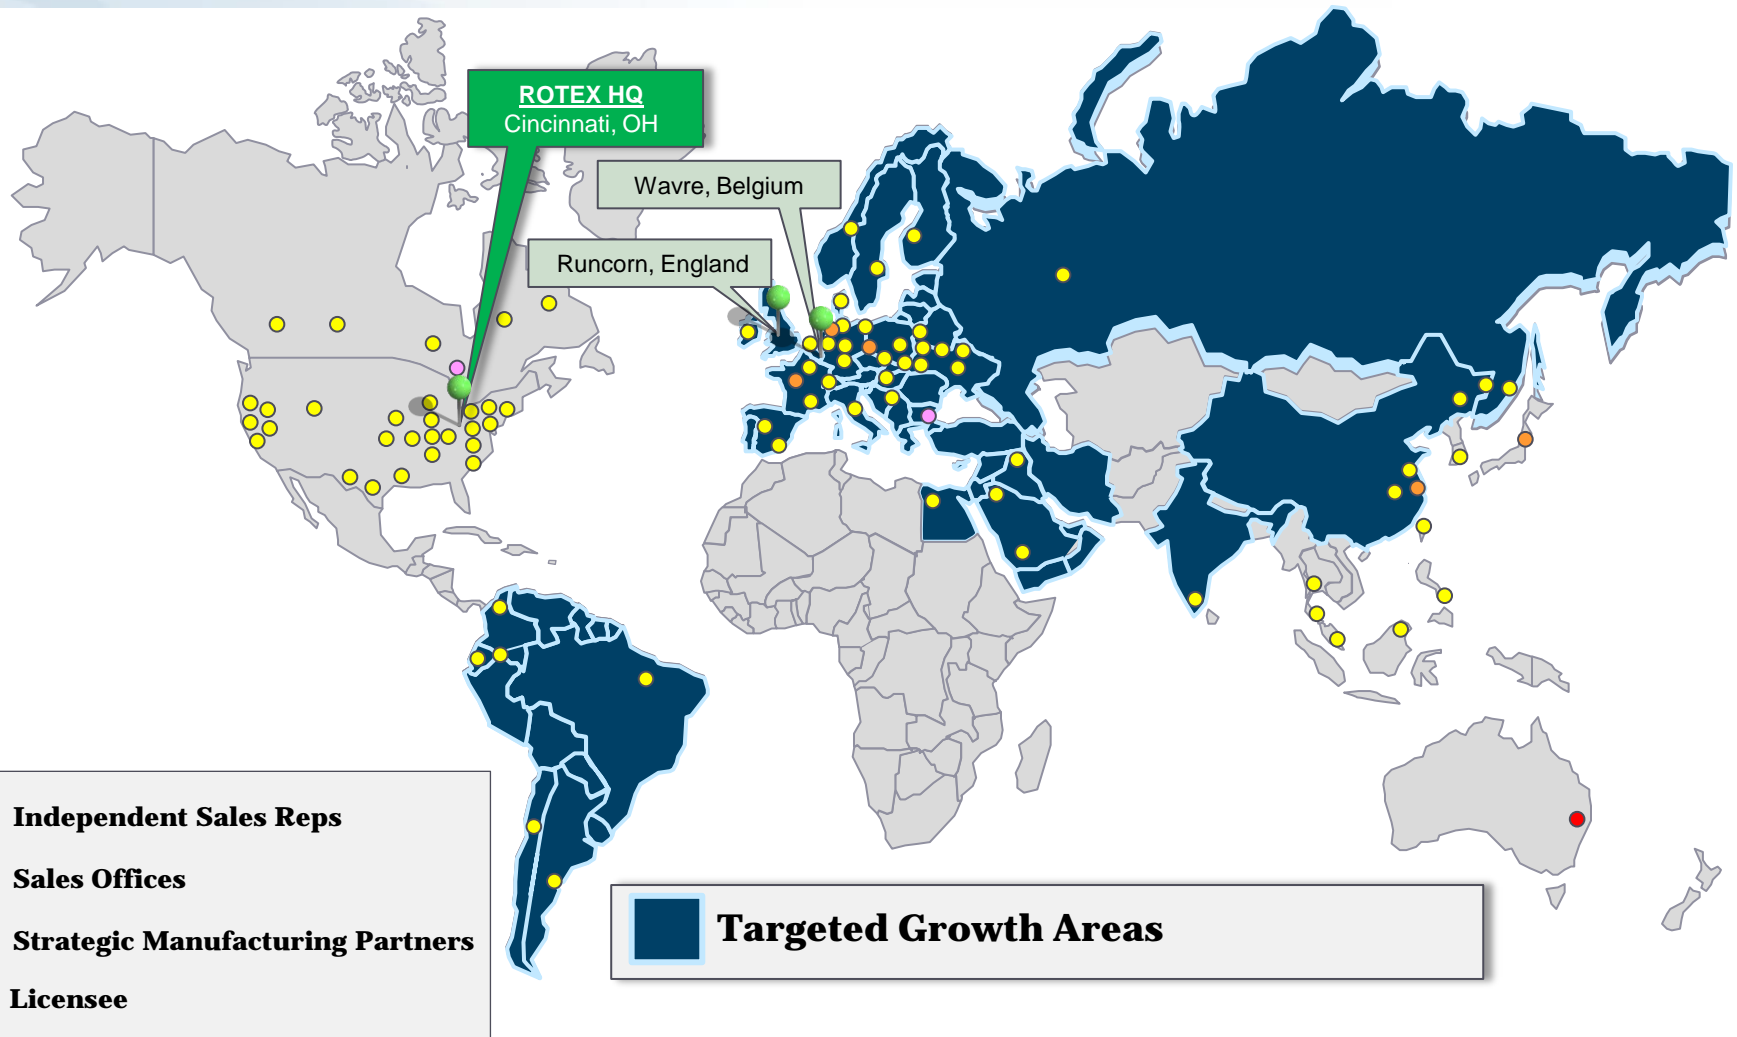 ROTEX HQ
Cincinnati, OH
Wavre, Belgium
Runcorn, England
Independent Sales Reps
Sales Offices
Strategic Manufacturing Partners
Licensee
Targeted Growth Areas